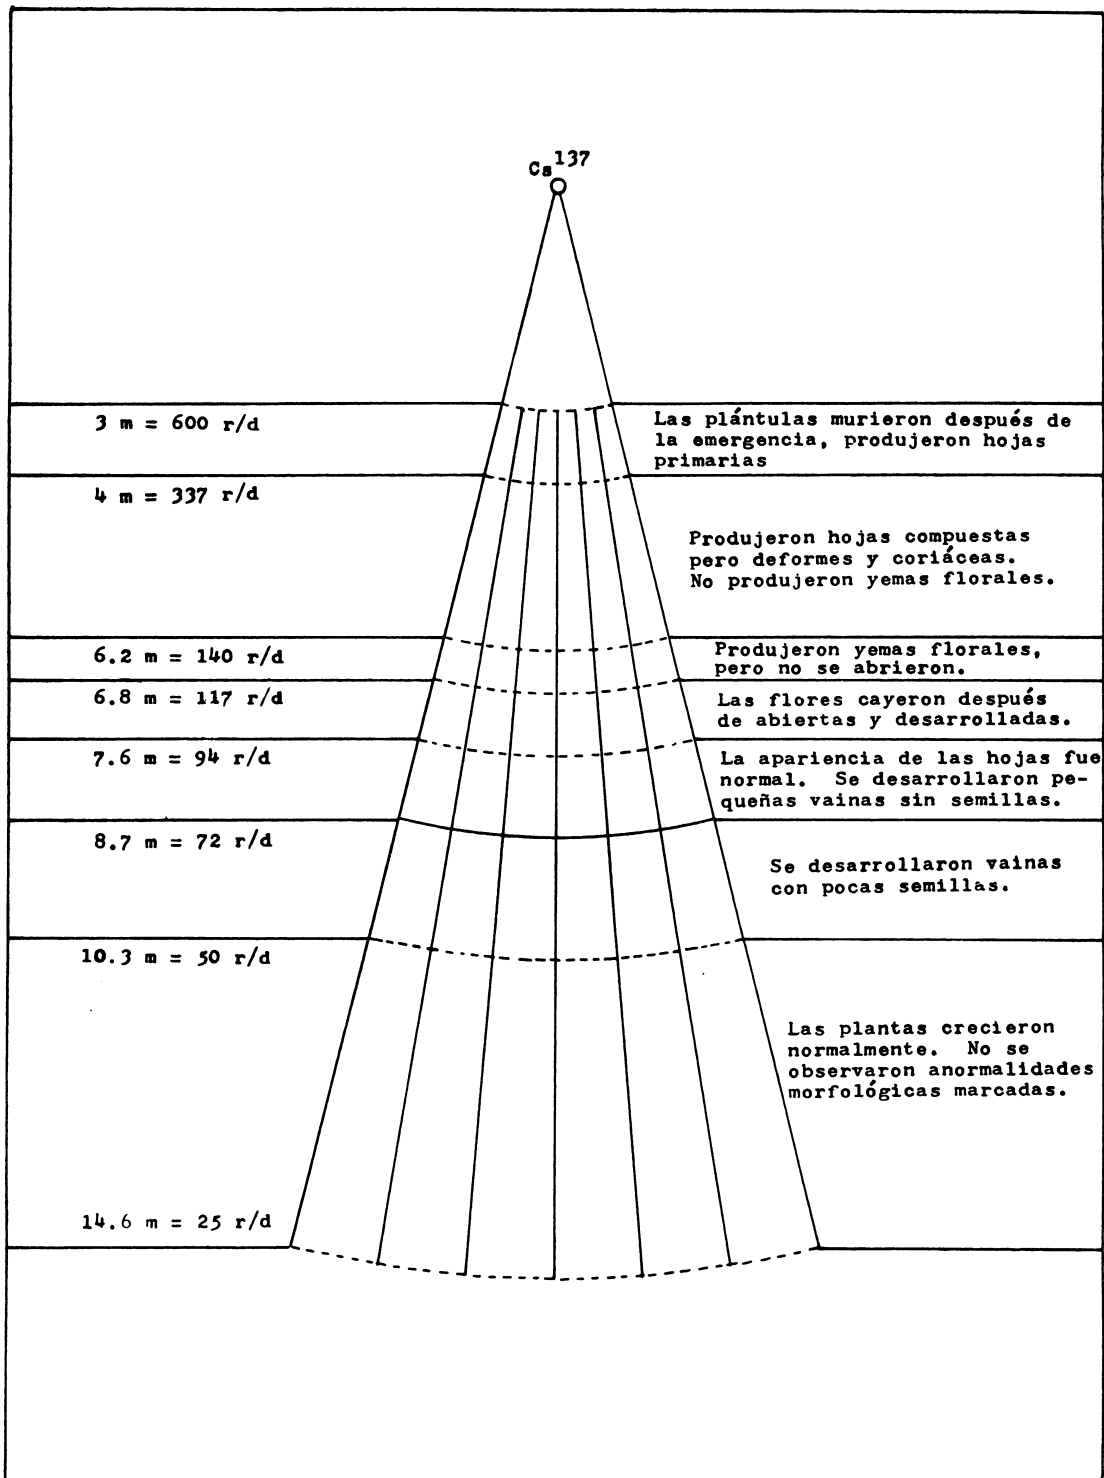 Cs137
3 m = 600 r/d
Las plántulas murieron después de
la emergencia, produjeron hojas
primarias
4 m = 337 r/d
Produjeron hojas compuestas
pero deformes y coriáceas.
No produjeron yemas florales.
6.2 m = 140 r/d
Produjeron yemas florales,
pero no se abrieron.
6.8 m = 117 r/d
Las flores cayeron después
de abiertas y desarrolladas.
7.6 m = 94 r/d
La apariencia de las hojas fue
normal. Se desarrollaron pe-
queñas vainas sin semillas.
8.7 m = 72 r/d
Se desarrollaron vainas
con pocas semillas.
10.3 m = 50 r/d
Las plantas crecieron
normalmente. No se
observaron anormalidades
morfológicas marcadas.
14.6 m = 25 r/d